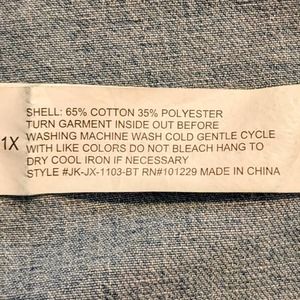 SHELL: 65% COTTON 35% POLYESTER
TURN GARMENT INSIDE OUT BEFORE
1X WASHING MACHINE WASH COLD GENTLE CYCLE
WITH LIKE COLORS DO NOT BLEACH HANG TO
DRY COOL IRON IF NECESSARY
STYLE #JK-JX-1103-BT RN#101229 MADE IN CHINA